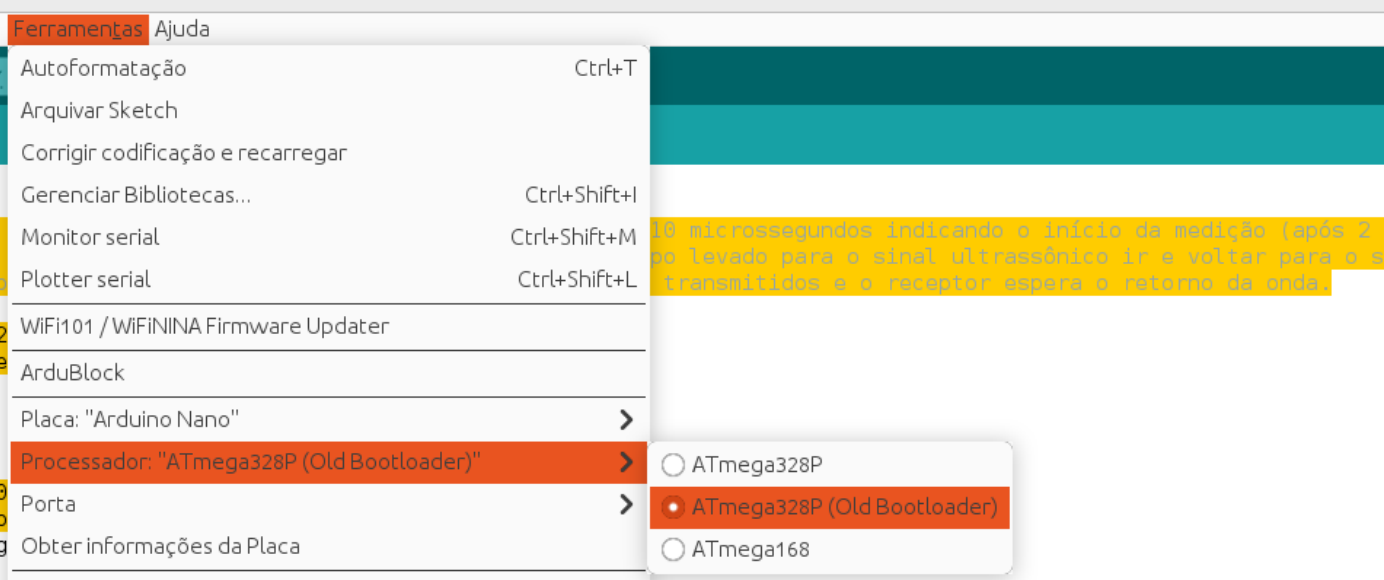 Ferramentas Ajuda
Autoformatação Ctrl+T
Arquivar Sketch
Corrigir codificação e recarregar
Gerenciar Bibliotecas... Ctrl+Shift+I
Monitor serial Ctrl+Shift+M
10 microssegundos indicando o início da medição (após 2
po levado para o sinal ultrassônico ir e voltar para o s
Plotter serial Ctrl+Shift+L
transmitidos e o receptor espera o retorno da onda.
WiFi101 / WiFiNINA Firmware Updater
ArduBlock
Placa: "Arduino Nano"
Processador: "ATmega328P (Old Bootloader)"
ATmega328P
Porta
ATmega328P (Old Bootloader)
Obter informações da Placa
ATmega168